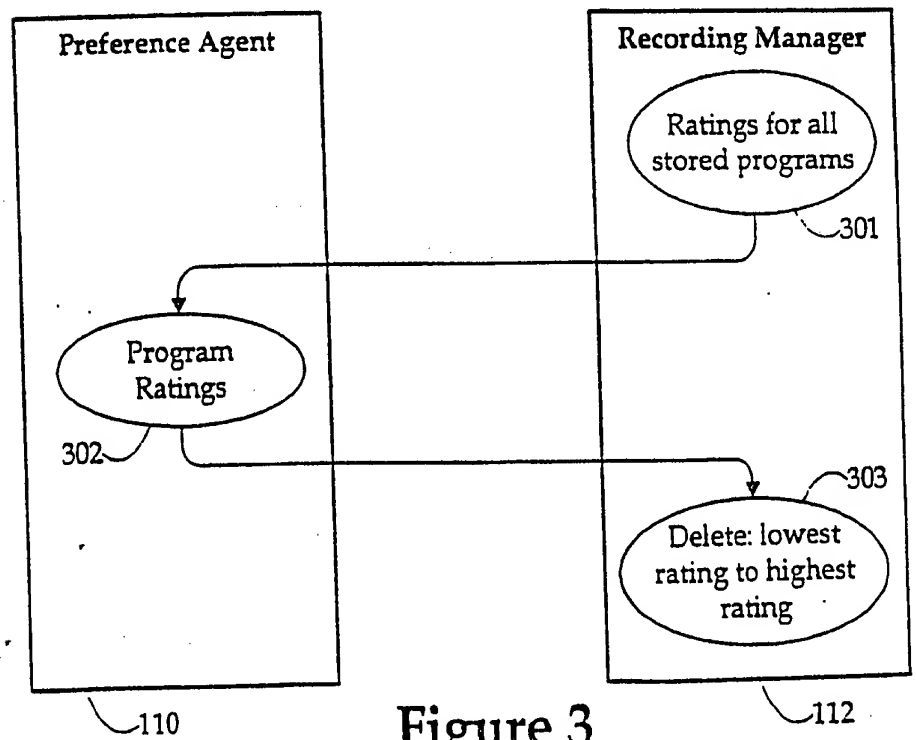 Preference Agent
Recording Manager
Ratings for all
stored programs
301
Program
Ratings
302
303
Delete: lowest
rating to highest
rating
110
112
Figure 3